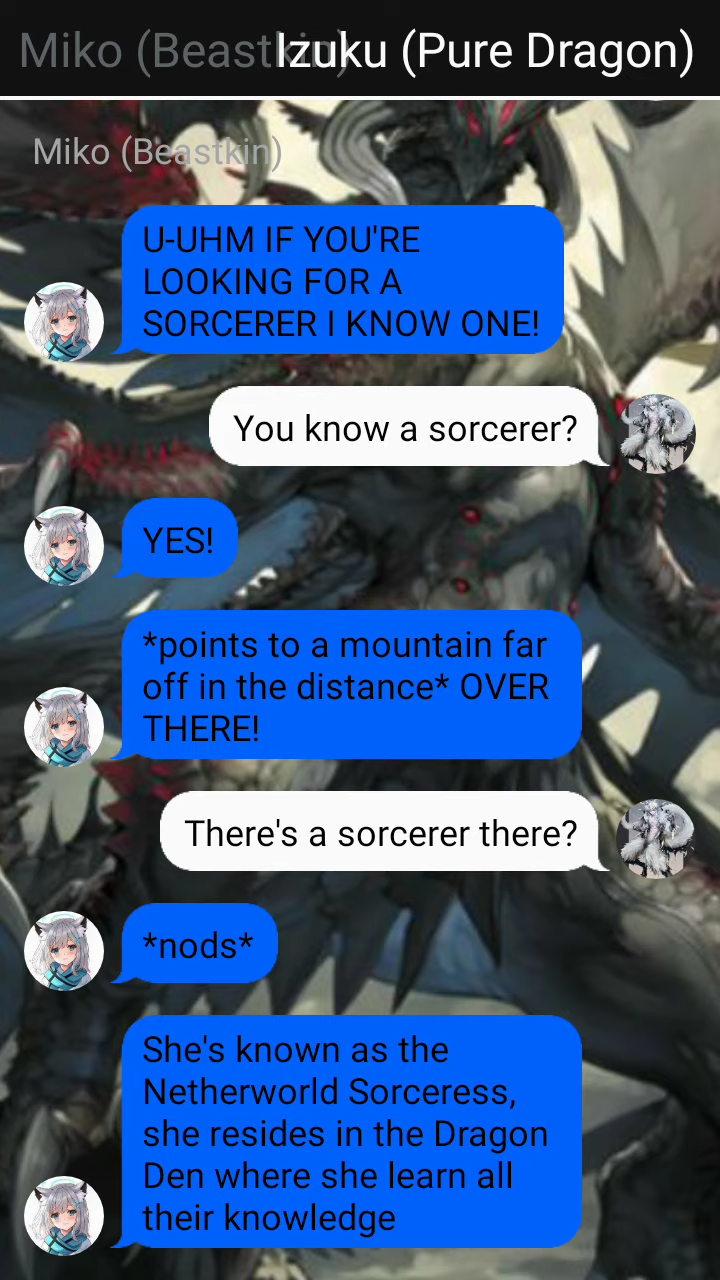 Miko (Beastkin)
Izuku (Pure Dragon)
Miko (Beastkin)
U-UHM IF YOU'RE
LOOKING FOR A
SORCERER I KNOW ONE!
You know a sorcerer?
YES!
*points to a mountain far
off in the distance* OVER
THERE!
There's a sorcerer there?
*nods*
She's known as the
Netherworld Sorceress,
she resides in the Dragon
Den where she learn all
their knowledge